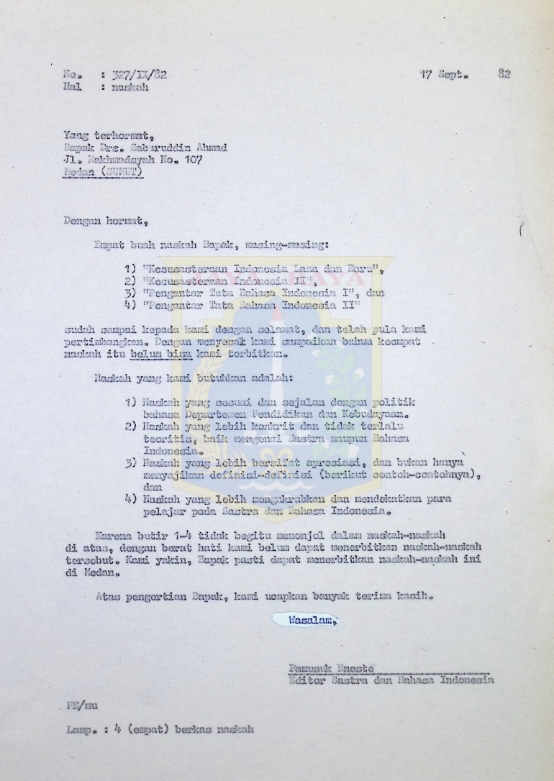 No. : 327/IX/82 17 Sept. 82
Hal : naskah
Yang terhormat,
Bapak Drs. Sabaruddin Ahmad
Jl. Makhmudsyah No. 107
Medan (SUMUT)
Dengan hormat,
Empat buah naskah Bapak, masing-masing:
1) "Kesusasteraan Indonesia Lama dan Baru",
2) "Kesusasteraan Indonesia II",
3) "Pengantar Tata Bahasa Indonesia I", dan
4) "Pengantar Tata Bahasa Indonesia II"
sudah sampai kepada kami dengan selamat, dan telah pula kami
pertimbangkan. Dengan menyesal kami sampaikan bahwa keempat
naskah itu belum bisa kami terbitkan.
Naskah yang kami butuhkan adalah:
1) Naskah yang sesuai dan sejalan dengan politik
bahasa Departemen Pendidikan dan Kebudayaan.
2) Naskah yang lebih konkrit dan tidak terlalu
teoritis, baik mengenai Sastra maupun Bahasa
Indonesia.
3) Naskah yang lebih bersifat apresiasi, dan bukan hanya
menyajikan definisi-definisi (berikut contoh-contohnya),
dan
4) Naskah yang lebih mengakrabkan dan mendekatkan para
pelajar pada Sastra dan Bahasa Indonesia.
Karena butir 1-4 tidak begitu menonjol dalam naskah-naskah
di atas, dengan berat hati kami belum dapat menerbitkan naskah-naskah
tersebut. Kami yakin, Bapak pasti dapat menerbitkan naskah-naskah ini
di Medan.
Atas pengertian Bapak, kami ucapkan banyak terima kasih.
Wasalam,
Pamusuk Eneste
Editor Sastra dan Bahasa Indonesia
PE/mu
Lamp. : 4 (empat) berkas naskah